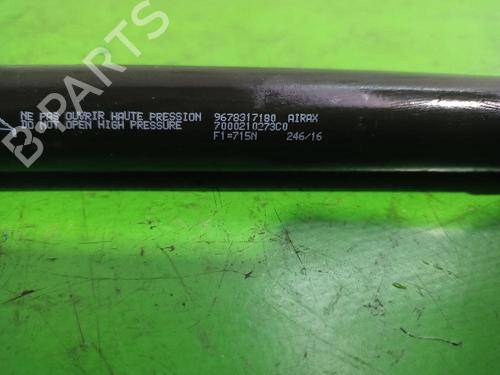 B PARTS
NE PAS OUVRIR HAUTE PRESSION 9678317180 AIRAX
DO NOT OPEN HIGH PRESSURE 7000210273C0
F1=715N 246/16